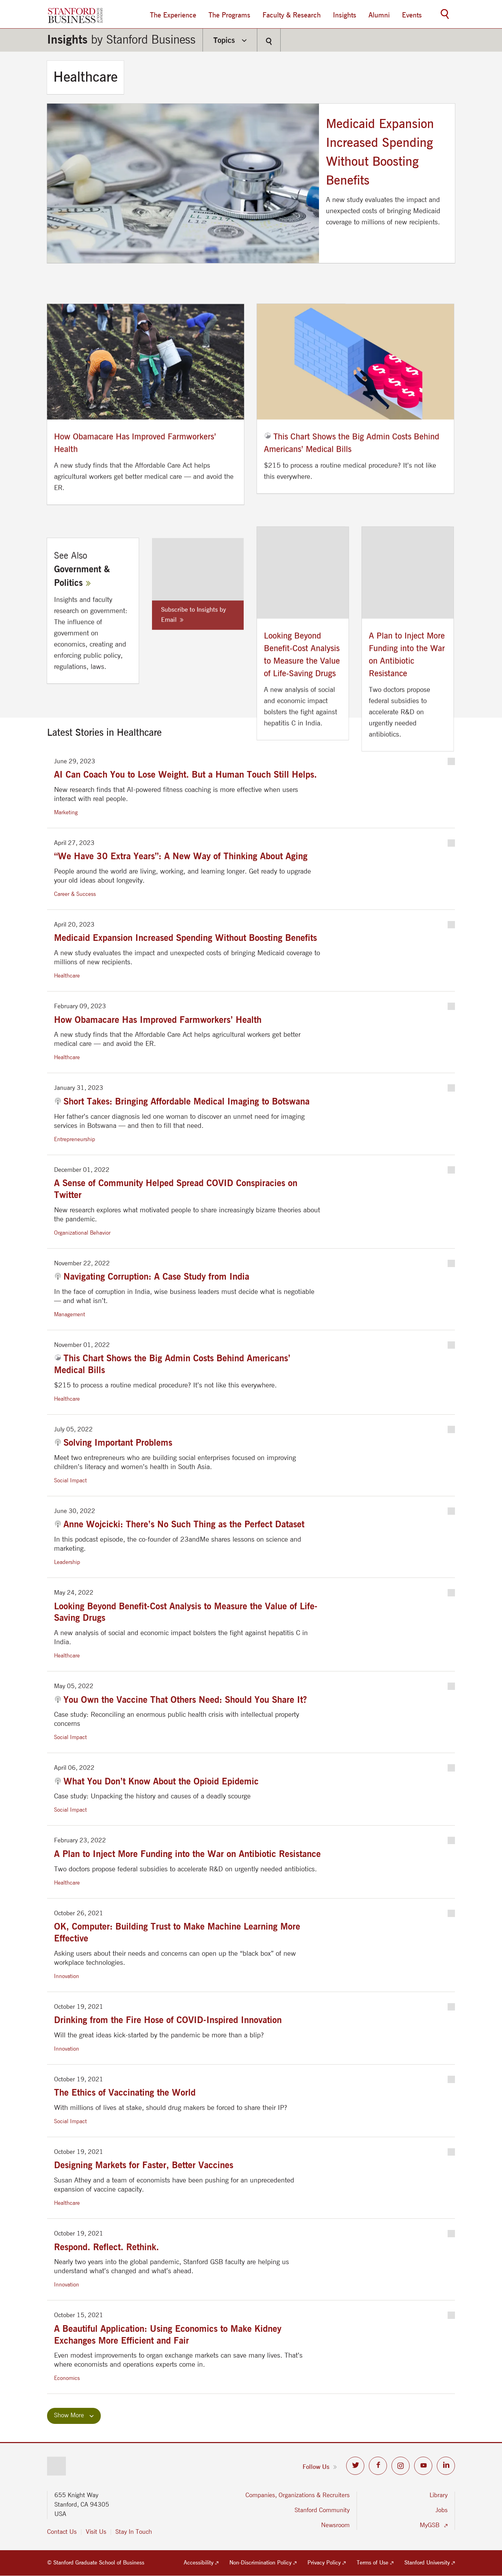 STANFORD
BUSINESS
The Experience
The Programs
Faculty & Research
Insights
Alumni
Events
Insights by Stanford Business
Topics
Healthcare
Medicaid Expansion
Increased Spending
Without Boosting
Benefits
A new study evaluates the impact and
unexpected costs of bringing Medicaid
coverage to millions of new recipients.
How Obamacare Has Improved Farmworkers’
Health
A new study finds that the Affordable Care Act helps
agricultural workers get better medical care — and avoid the
ER.
This Chart Shows the Big Admin Costs Behind
Americans’ Medical Bills
$215 to process a routine medical procedure? It’s not like
this everywhere.
See Also
Government &
Politics »
Insights and faculty
research on government:
The influence of
government on
economics, creating and
enforcing public policy,
regulations, laws.
Subscribe to Insights by
Email »
Looking Beyond
Benefit-Cost Analysis
to Measure the Value
of Life-Saving Drugs
A new analysis of social
and economic impact
bolsters the fight against
hepatitis C in India.
A Plan to Inject More
Funding into the War
on Antibiotic
Resistance
Two doctors propose
federal subsidies to
accelerate R&D on
urgently needed
antibiotics.
Latest Stories in Healthcare
June 29, 2023
AI Can Coach You to Lose Weight. But a Human Touch Still Helps.
New research finds that AI-powered fitness coaching is more effective when users
interact with real people.
Marketing
April 27, 2023
“We Have 30 Extra Years”: A New Way of Thinking About Aging
People around the world are living, working, and learning longer. Get ready to upgrade
your old ideas about longevity.
Career & Success
April 20, 2023
Medicaid Expansion Increased Spending Without Boosting Benefits
A new study evaluates the impact and unexpected costs of bringing Medicaid coverage to
millions of new recipients.
Healthcare
February 09, 2023
How Obamacare Has Improved Farmworkers’ Health
A new study finds that the Affordable Care Act helps agricultural workers get better
medical care — and avoid the ER.
Healthcare
January 31, 2023
Short Takes: Bringing Affordable Medical Imaging to Botswana
Her father’s cancer diagnosis led one woman to discover an unmet need for imaging
services in Botswana — and then to fill that need.
Entrepreneurship
December 01, 2022
A Sense of Community Helped Spread COVID Conspiracies on
Twitter
New research explores what motivated people to share increasingly bizarre theories about
the pandemic.
Organizational Behavior
November 22, 2022
Navigating Corruption: A Case Study from India
In the face of corruption in India, wise business leaders must decide what is negotiable
— and what isn’t.
Management
November 01, 2022
This Chart Shows the Big Admin Costs Behind Americans’
Medical Bills
$215 to process a routine medical procedure? It’s not like this everywhere.
Healthcare
July 05, 2022
Solving Important Problems
Meet two entrepreneurs who are building social enterprises focused on improving
children’s literacy and women’s health in South Asia.
Social Impact
June 30, 2022
Anne Wojcicki: There’s No Such Thing as the Perfect Dataset
In this podcast episode, the co-founder of 23andMe shares lessons on science and
marketing.
Leadership
May 24, 2022
Looking Beyond Benefit-Cost Analysis to Measure the Value of Life-
Saving Drugs
A new analysis of social and economic impact bolsters the fight against hepatitis C in
India.
Healthcare
May 05, 2022
You Own the Vaccine That Others Need: Should You Share It?
Case study: Reconciling an enormous public health crisis with intellectual property
concerns
Social Impact
April 06, 2022
What You Don’t Know About the Opioid Epidemic
Case study: Unpacking the history and causes of a deadly scourge
Social Impact
February 23, 2022
A Plan to Inject More Funding into the War on Antibiotic Resistance
Two doctors propose federal subsidies to accelerate R&D on urgently needed antibiotics.
Healthcare
October 26, 2021
OK, Computer: Building Trust to Make Machine Learning More
Effective
Asking users about their needs and concerns can open up the “black box” of new
workplace technologies.
Innovation
October 19, 2021
Drinking from the Fire Hose of COVID-Inspired Innovation
Will the great ideas kick-started by the pandemic be more than a blip?
Innovation
October 19, 2021
The Ethics of Vaccinating the World
With millions of lives at stake, should drug makers be forced to share their IP?
Social Impact
October 19, 2021
Designing Markets for Faster, Better Vaccines
Susan Athey and a team of economists have been pushing for an unprecedented
expansion of vaccine capacity.
Healthcare
October 19, 2021
Respond. Reflect. Rethink.
Nearly two years into the global pandemic, Stanford GSB faculty are helping us
understand what’s changed and what’s ahead.
Innovation
October 15, 2021
A Beautiful Application: Using Economics to Make Kidney
Exchanges More Efficient and Fair
Even modest improvements to organ exchange markets can save many lives. That’s
where economists and operations experts come in.
Economics
Show More
Follow Us »
655 Knight Way
Stanford, CA 94305
USA
Contact Us
Visit Us
Stay In Touch
Companies, Organizations & Recruiters
Stanford Community
Newsroom
Library
Jobs
MyGSB
© Stanford Graduate School of Business
Accessibility
Non-Discrimination Policy
Privacy Policy
Terms of Use
Stanford University